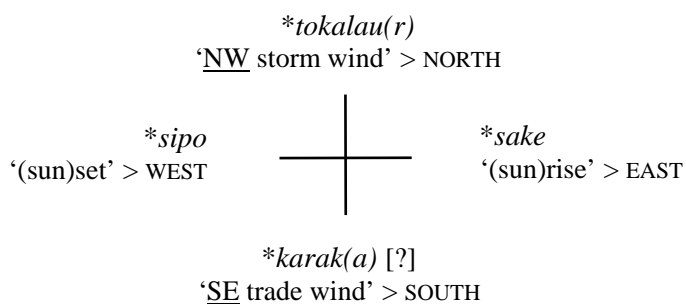 *tokalau(r)
‘NW storm wind’ > NORTH
*sipo
‘(sun)set’ > WEST
*sake
‘(sun)rise’ > EAST
*karak(a) [?]
‘SE trade wind’ > SOUTH